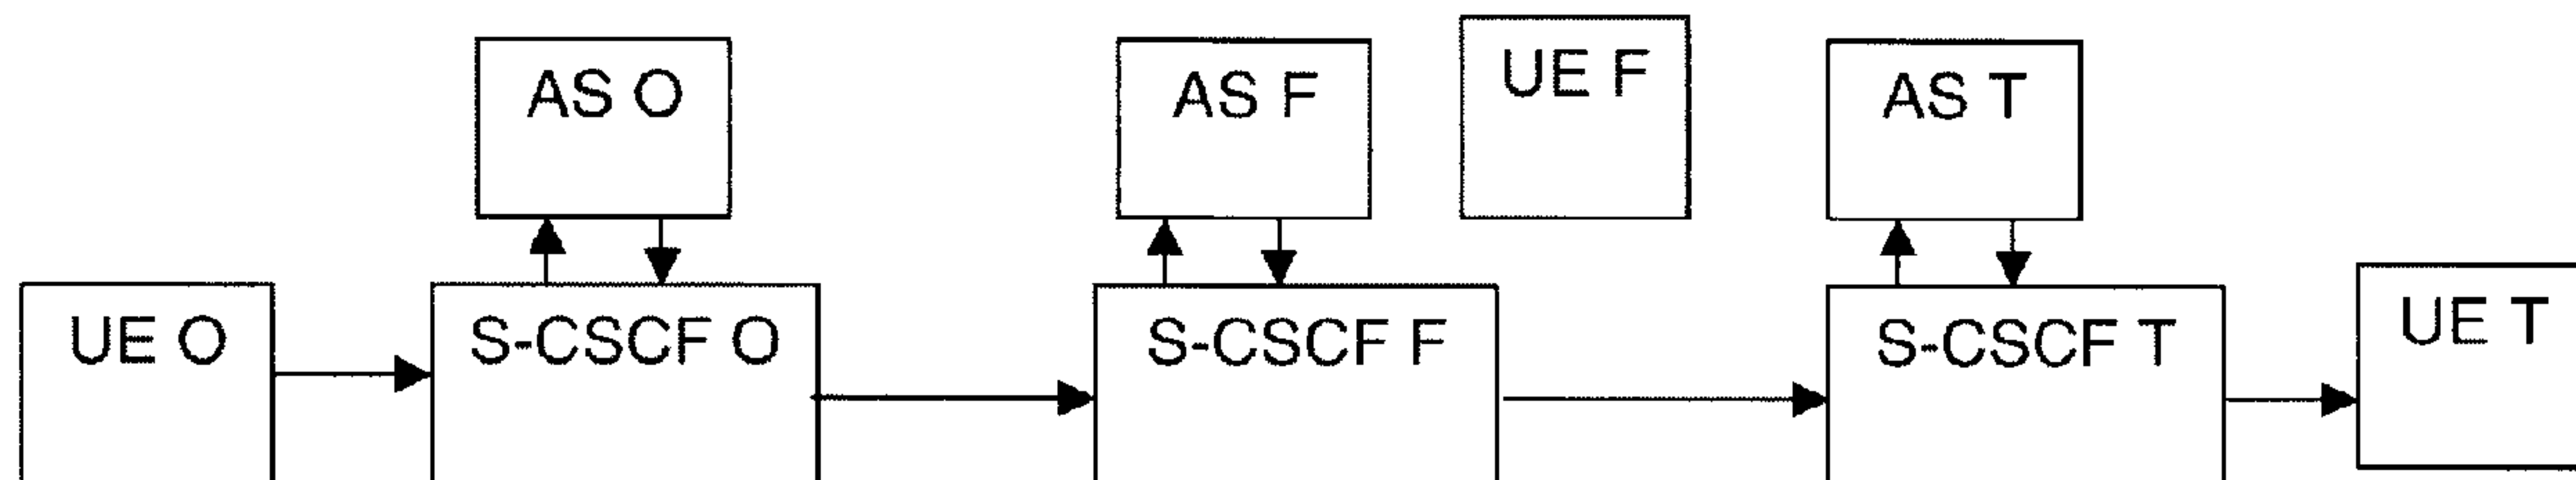 AS O
AS F
UE F
AS T
UE O
S-CSCF O
S-CSCF F
S-CSCF T
UE T